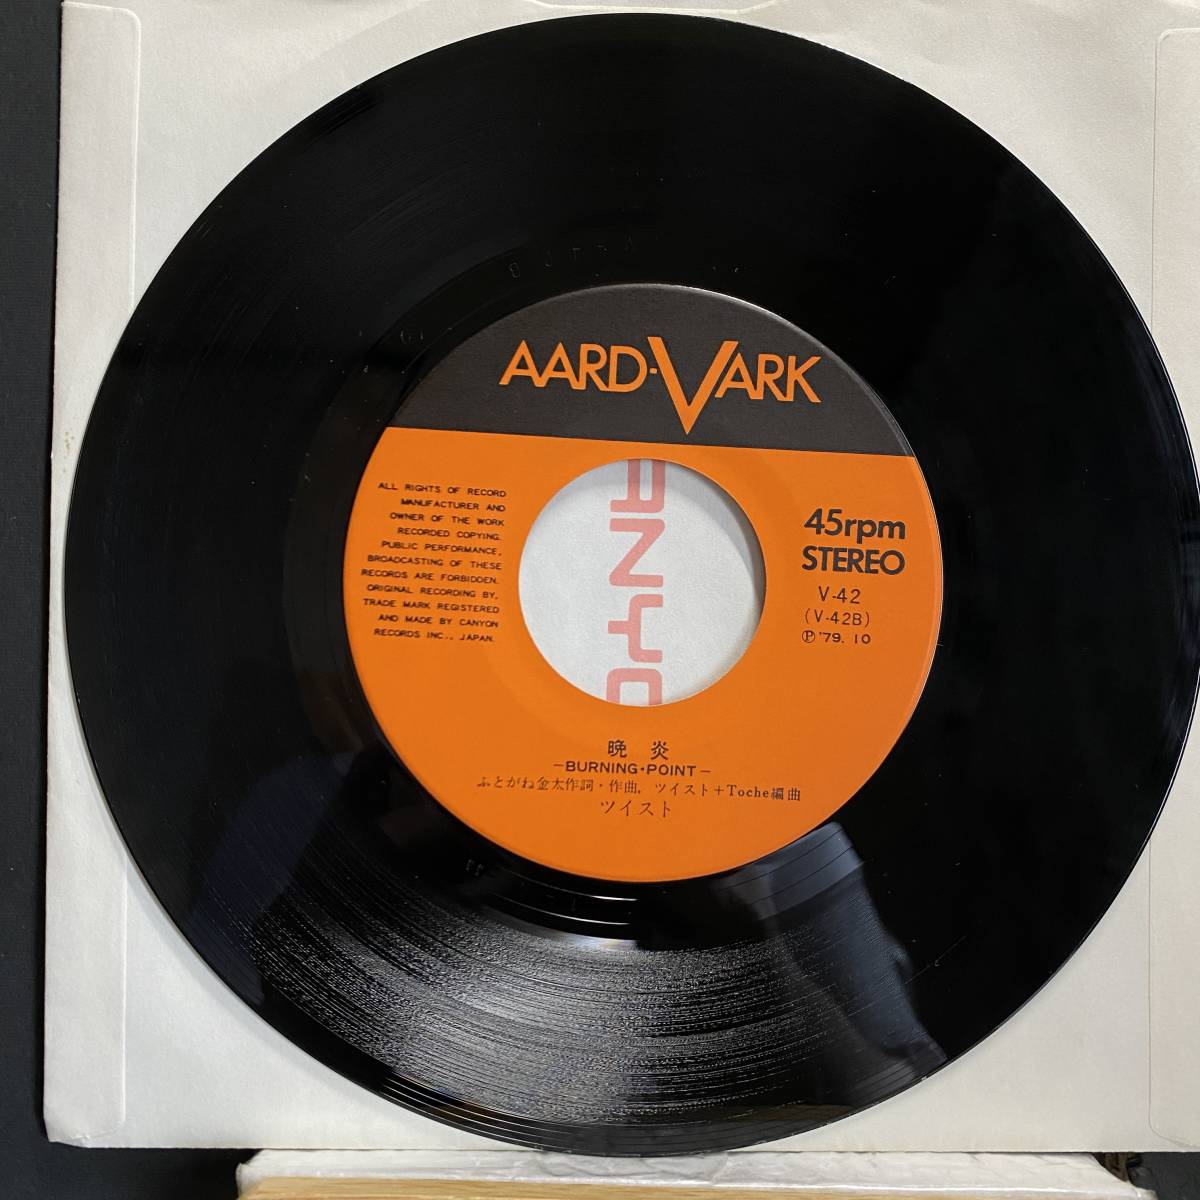 AARD-VARK
ALL RIGHTS OF RECORD
MANUFACTURER AND
OWNER OF THE WORK
RECORDED COPYING.
PUBLIC PERFORMANCE,
BROADCASTING OF THESE
RECORDS ARE FORBIDDEN.
ORIGINAL RECORDING BY,
TRADE MARK REGISTERED
AND MADE BY CANYON
RECORDS INC., JAPAN.
ANYO
45rpm
STEREO
V-42
(V-42B)
℗ '79. 10
晩 炎
-BURNING・POINT-
ふとがね金太作詞・作曲, ツイスト+Toche編曲
ツイスト